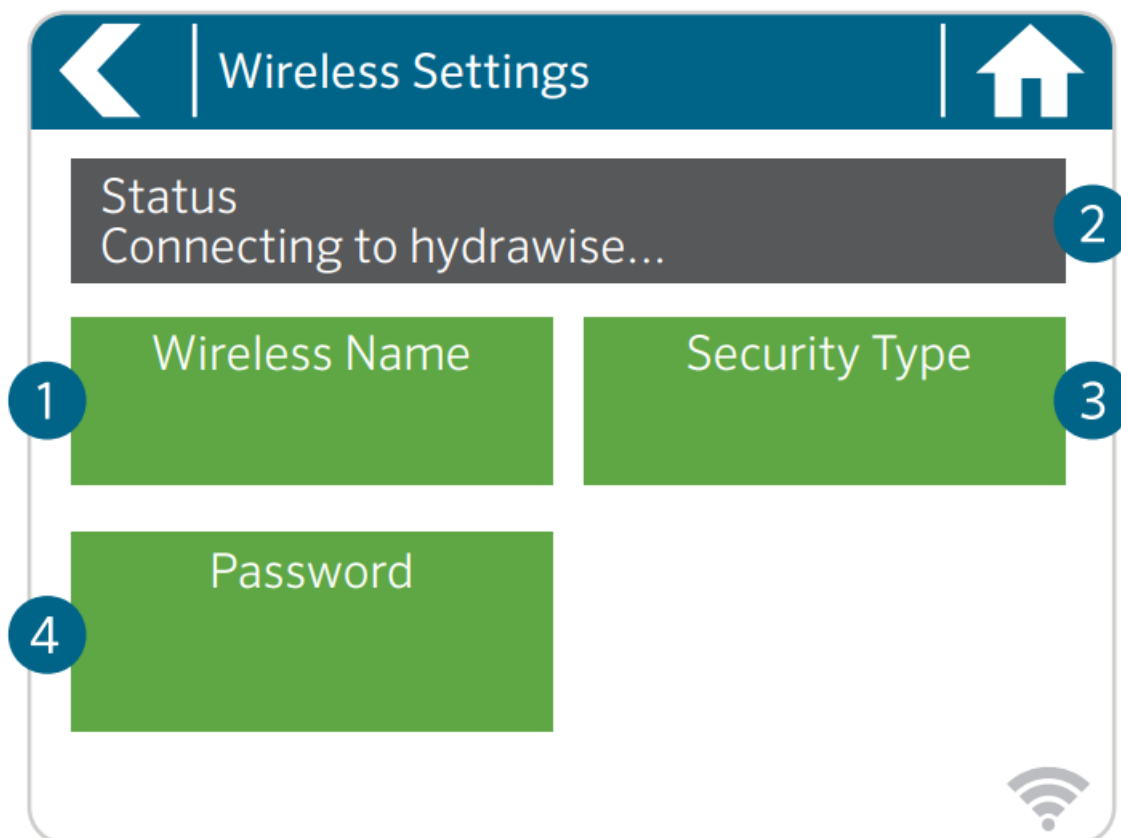 Wireless Settings
Status
Connecting to hydrawise...
2
Wireless Name
Security Type
1
3
Password
4